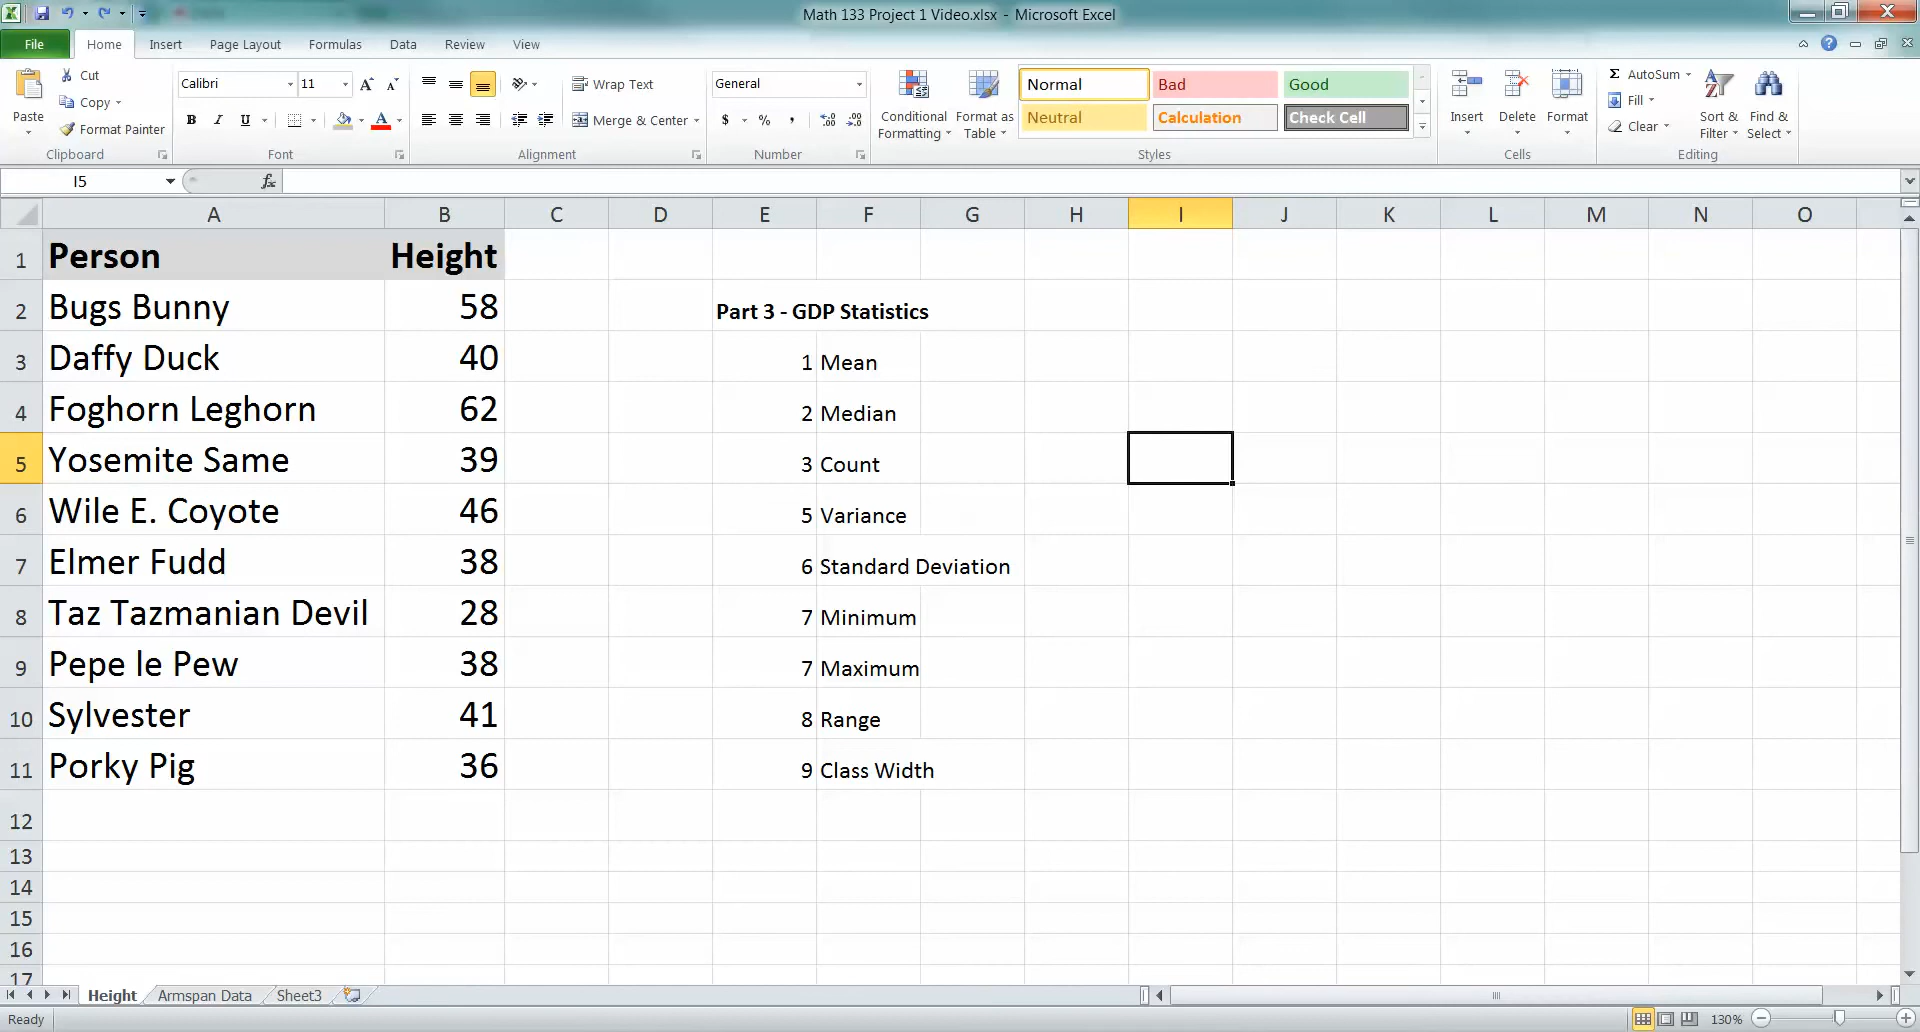 Math 133 Project 1 Video.xlsx - Microsoft Excel
File Home Insert Page Layout Formulas Data Review View
Paste Cut Copy Format Painter Clipboard
Calibri 11 A A B I U A Font
Wrap Text Merge & Center Alignment
General $ % , .0 .00 .00 .0 Number
Conditional Formatting Format as Table
Normal Bad Good
Neutral Calculation Check Cell
Styles
Insert Delete Format Cells
Σ AutoSum Fill Clear Sort & Filter Find & Select Editing
I5 fx
A B C D E F G H I J K L M N O
1 Person Height
2 Bugs Bunny 58 Part 3 - GDP Statistics
3 Daffy Duck 40 1 Mean
4 Foghorn Leghorn 62 2 Median
5 Yosemite Same 39 3 Count
6 Wile E. Coyote 46 5 Variance
7 Elmer Fudd 38 6 Standard Deviation
8 Taz Tazmanian Devil 28 7 Minimum
9 Pepe le Pew 38 7 Maximum
10 Sylvester 41 8 Range
11 Porky Pig 36 9 Class Width
12
13
14
15
16
17
Height Armspan Data Sheet3
Ready 130%